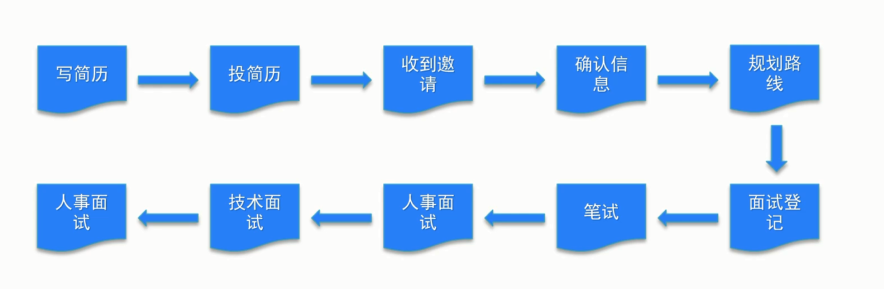 写简历
投简历
收到邀
请
确认信
息
规划路
线
人事面
试
技术面
试
人事面
试
笔试
面试登
记